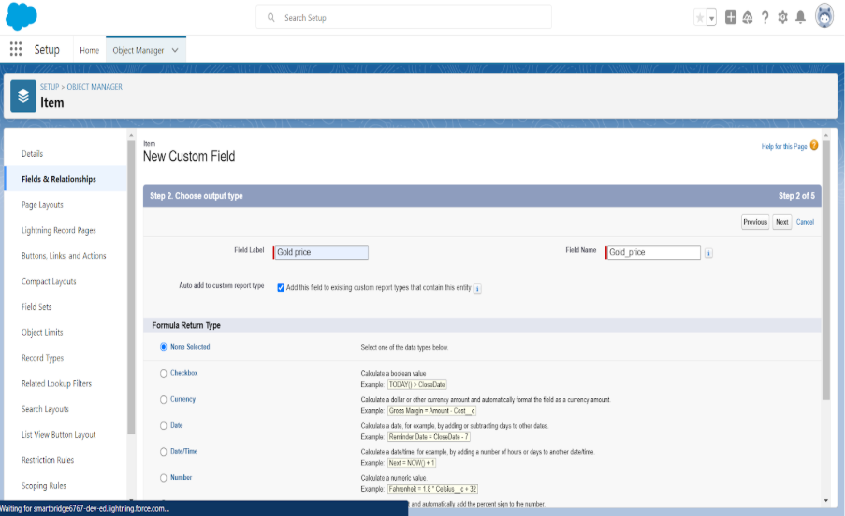 Search Setup
Setup
Home
Object Manager
SETUP > OBJECT MANAGER
Item
Details
Fields & Relationships
Page Layouts
Lightning Record Pages
Buttons, Links and Actions
Compact Layouts
Field Sets
Object Limits
Record Types
Related Lookup Filters
Search Layouts
List View Button Layout
Restriction Rules
Scoping Rules
Item
New Custom Field
Help for this Page
Step 2. Choose output type
Step 2 of 5
Previous
Next
Cancel
Field Label
Gold price
Field Name
God_price
Auto add to custom report type
Add this field to existing custom report types that contain this entity
Formula Return Type
None Selected
Select one of the data types below.
Checkbox
Calculate a boolean value
Example: TODAY() > CloseDate
Currency
Calculate a dollar or other currency amount and automatically format the field as a currency amount.
Example: Gross Margin = Amount - Cost__c
Date
Calculate a date, for example, by adding or subtracting days to other dates.
Example: Reminder Date = CloseDate - 7
Date/Time
Calculate a date/time, for example, by adding a number of hours or days to another date/time.
Example: Next = NOW() + 1
Number
Calculate a numeric value.
Example: Fahrenheit = 1.8 * Celsius__c + 32
and automatically add the percent sign to the number.
Waiting for smartbridge6767-dev-ed.lightning.force.com...